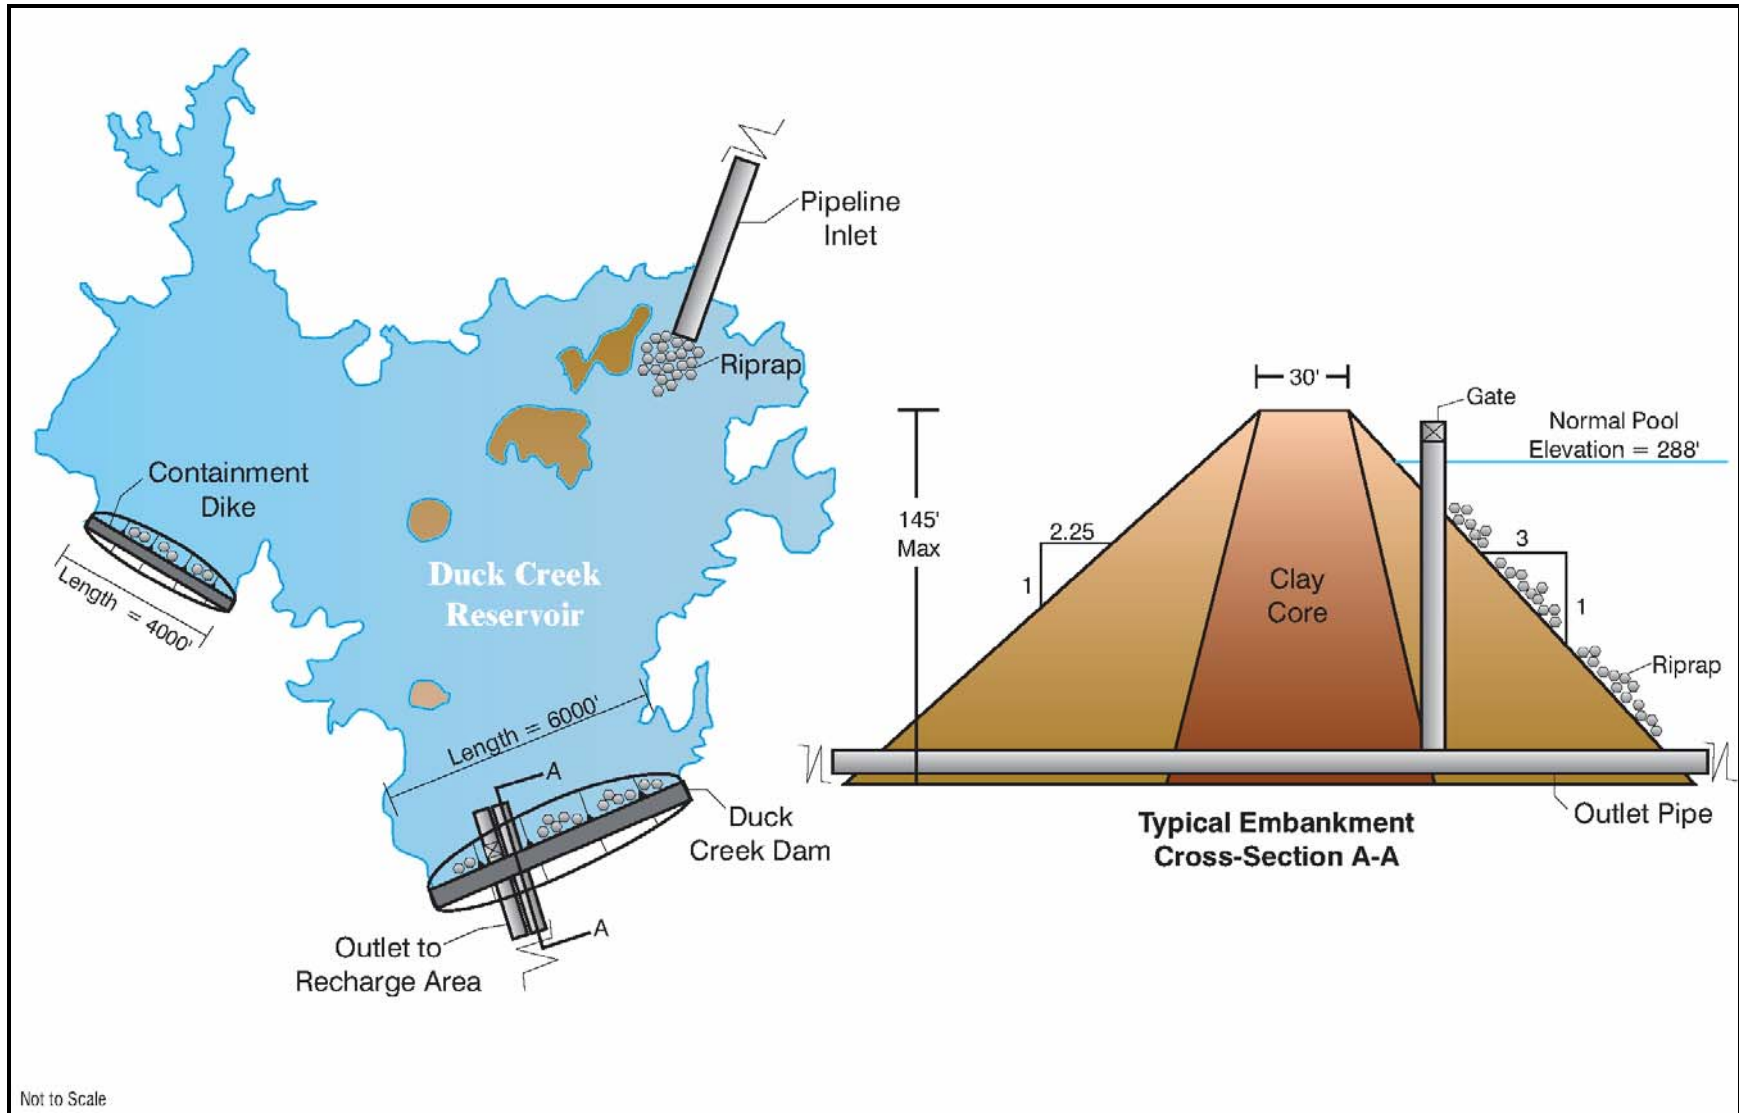 Pipeline
Inlet
Riprap
Containment
Dike
Length = 4000'
Duck Creek
Reservoir
Length = 6000'
A
Duck
Creek Dam
A
Outlet to
Recharge Area
30'
Gate
Normal Pool
Elevation = 288'
145'
Max
2.25
1
Clay
Core
3
1
Riprap
Outlet Pipe
Typical Embankment
Cross-Section A-A
Not to Scale